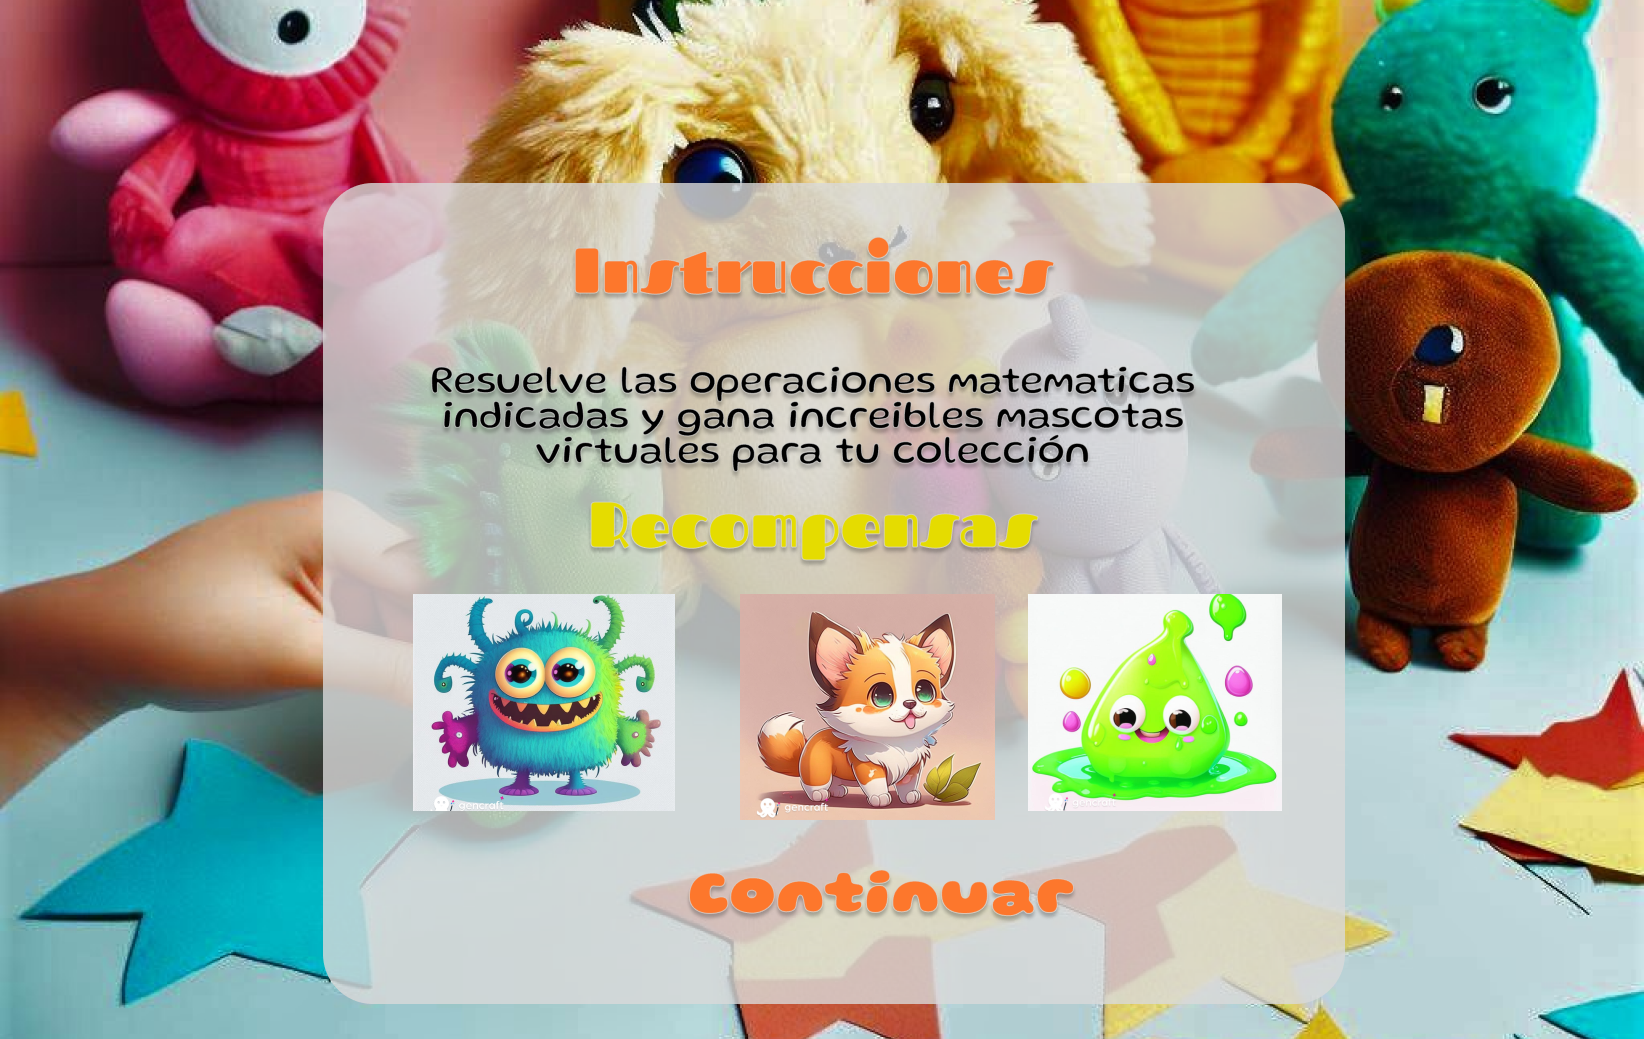 Instrucciones
Resuelve las operaciones matematicas
indicadas y gana increibles mascotas
virtuales para tu colección
Recompensas
gencraft
gencraft
gencraft
Continuar